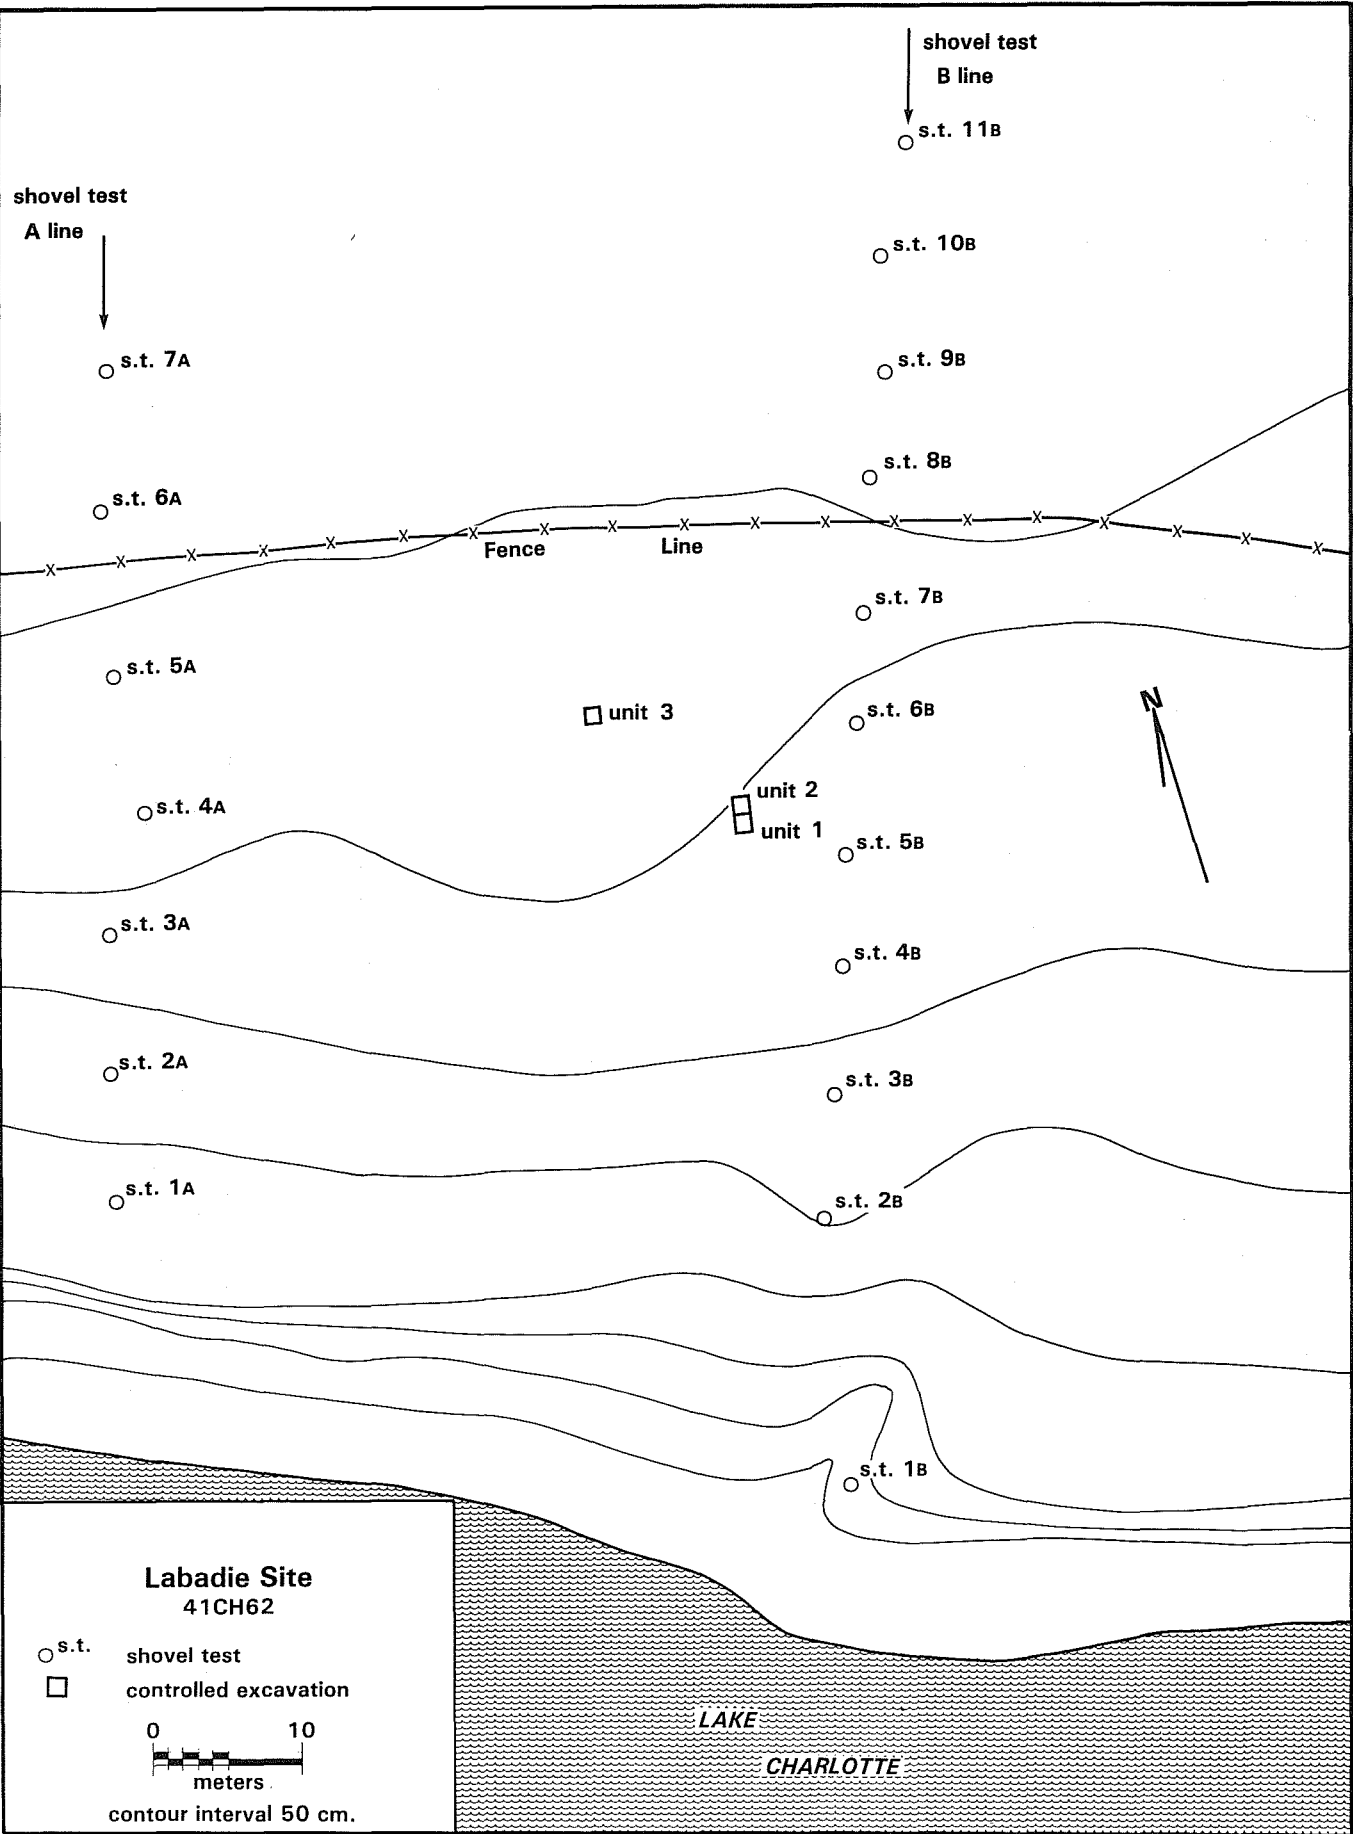 shovel test
B line
s.t. 11B
shovel test
A line
s.t. 10B
s.t. 7A
s.t. 9B
s.t. 8B
s.t. 6A
X X X X X X X X X X X X X X X X X X X
Fence Line
s.t. 7B
s.t. 5A
N
unit 3
s.t. 6B
unit 2
s.t. 4A
unit 1
s.t. 5B
s.t. 3A
s.t. 4B
s.t. 2A
s.t. 3B
s.t. 1A
s.t. 2B
s.t. 1B
Labadie Site
41CH62
s.t. shovel test
controlled excavation
0 10
meters
contour interval 50 cm.
LAKE
CHARLOTTE